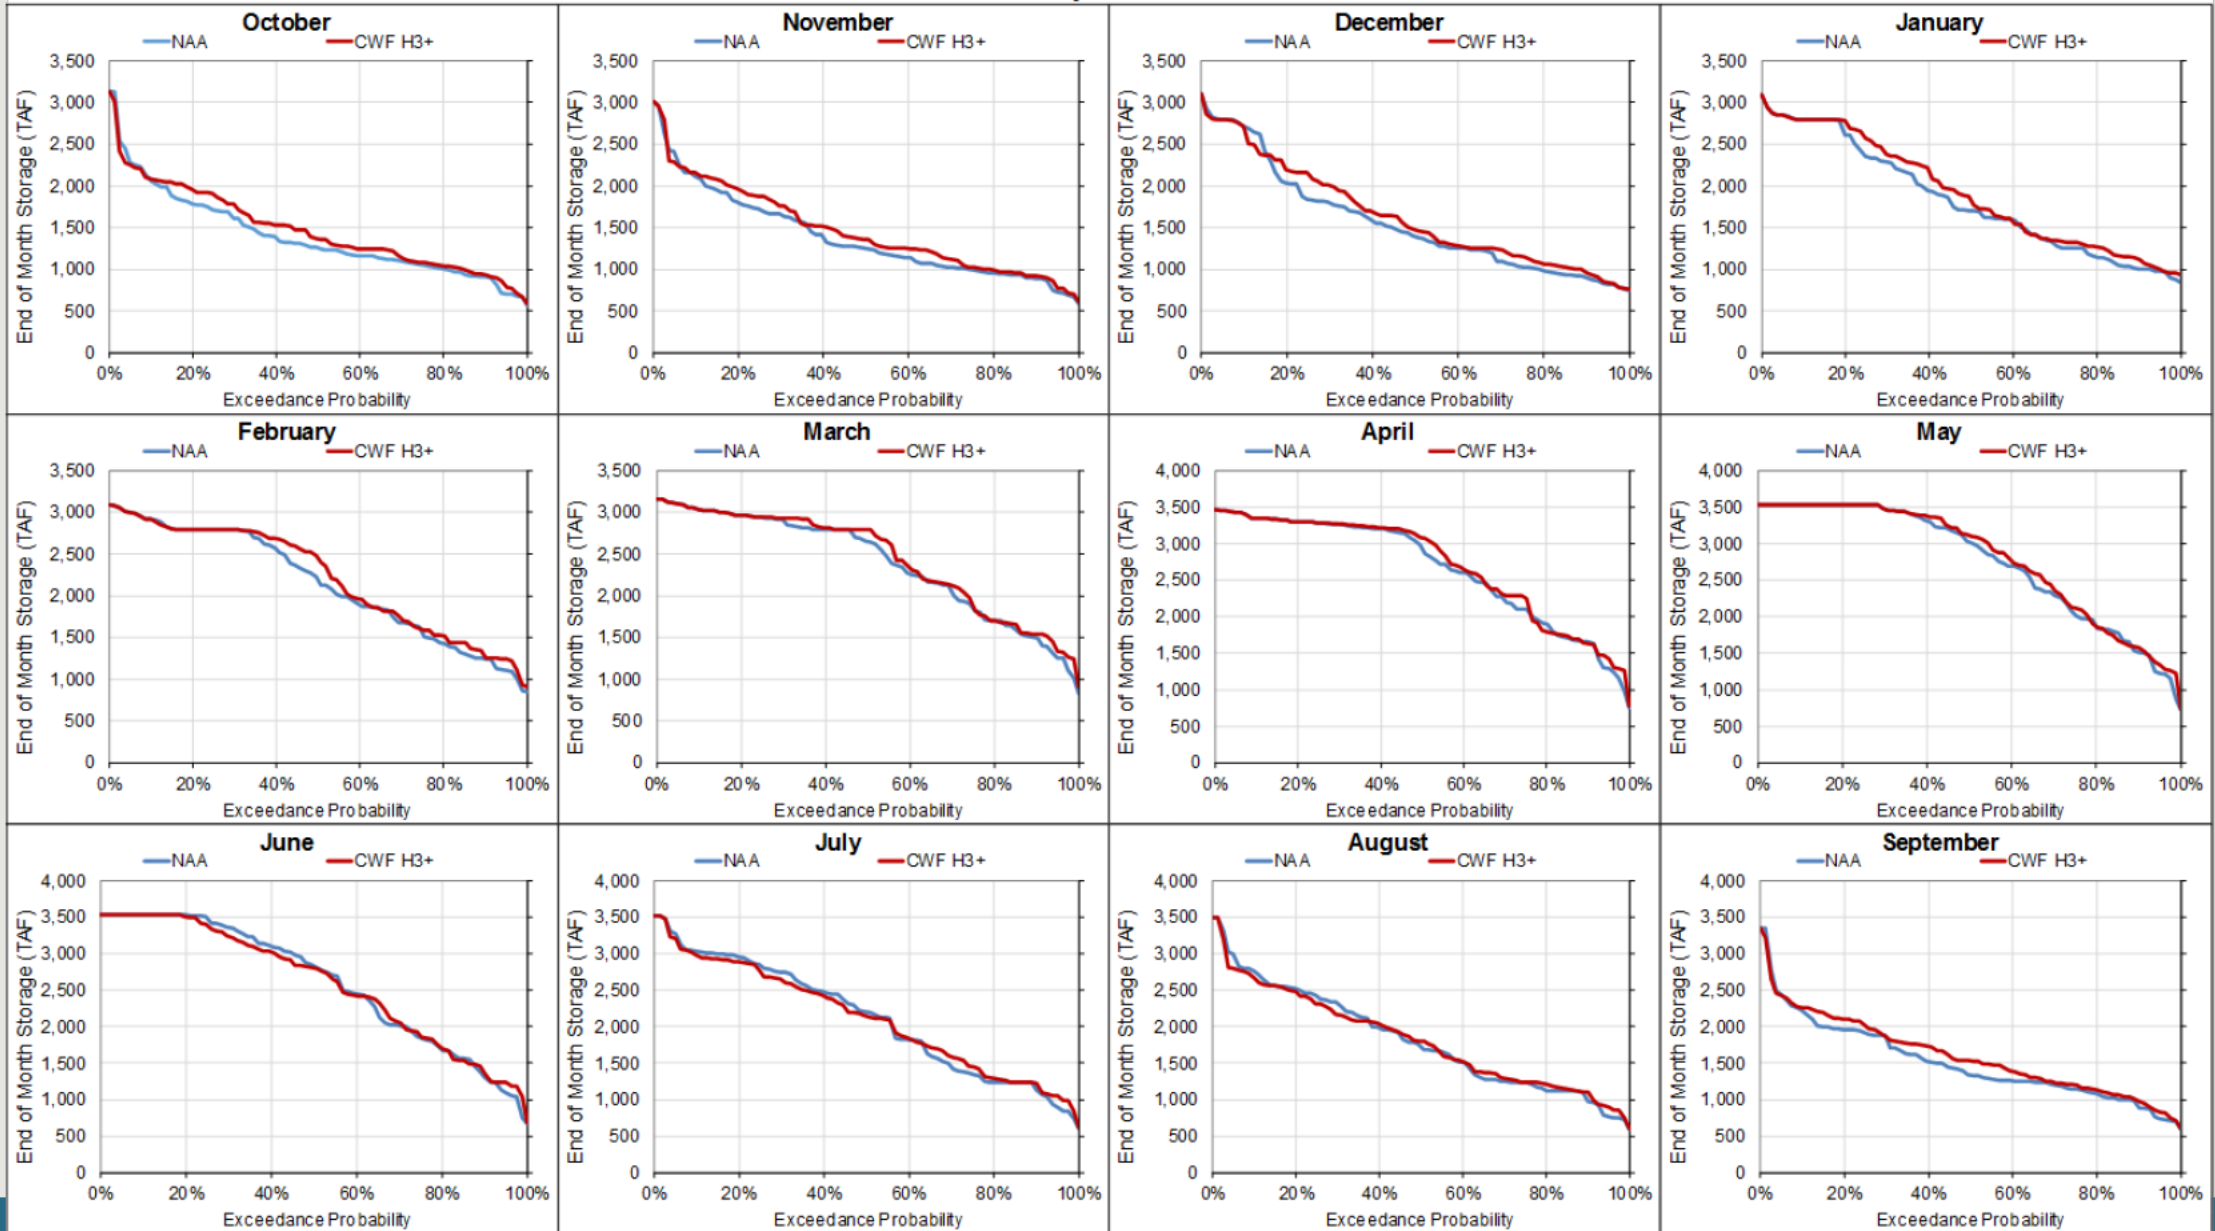 October
NAA CWF H3+
3,500
3,000
2,500
2,000
1,500
1,000
500
0
0% 20% 40% 60% 80% 100%
End of Month Storage (TAF)
Exceedance Probability
November
NAA CWF H3+
3,500
3,000
2,500
2,000
1,500
1,000
500
0
0% 20% 40% 60% 80% 100%
End of Month Storage (TAF)
Exceedance Probability
December
NAA CWF H3+
3,500
3,000
2,500
2,000
1,500
1,000
500
0
0% 20% 40% 60% 80% 100%
End of Month Storage (TAF)
Exceedance Probability
January
NAA CWF H3+
3,500
3,000
2,500
2,000
1,500
1,000
500
0
0% 20% 40% 60% 80% 100%
End of Month Storage (TAF)
Exceedance Probability
February
NAA CWF H3+
3,500
3,000
2,500
2,000
1,500
1,000
500
0
0% 20% 40% 60% 80% 100%
End of Month Storage (TAF)
Exceedance Probability
March
NAA CWF H3+
3,500
3,000
2,500
2,000
1,500
1,000
500
0
0% 20% 40% 60% 80% 100%
End of Month Storage (TAF)
Exceedance Probability
April
NAA CWF H3+
4,000
3,500
3,000
2,500
2,000
1,500
1,000
500
0
0% 20% 40% 60% 80% 100%
End of Month Storage (TAF)
Exceedance Probability
May
NAA CWF H3+
4,000
3,500
3,000
2,500
2,000
1,500
1,000
500
0
0% 20% 40% 60% 80% 100%
End of Month Storage (TAF)
Exceedance Probability
June
NAA CWF H3+
4,000
3,500
3,000
2,500
2,000
1,500
1,000
500
0
0% 20% 40% 60% 80% 100%
End of Month Storage (TAF)
Exceedance Probability
July
NAA CWF H3+
4,000
3,500
3,000
2,500
2,000
1,500
1,000
500
0
0% 20% 40% 60% 80% 100%
End of Month Storage (TAF)
Exceedance Probability
August
NAA CWF H3+
4,000
3,500
3,000
2,500
2,000
1,500
1,000
500
0
0% 20% 40% 60% 80% 100%
End of Month Storage (TAF)
Exceedance Probability
September
NAA CWF H3+
4,000
3,500
3,000
2,500
2,000
1,500
1,000
500
0
0% 20% 40% 60% 80% 100%
End of Month Storage (TAF)
Exceedance Probability